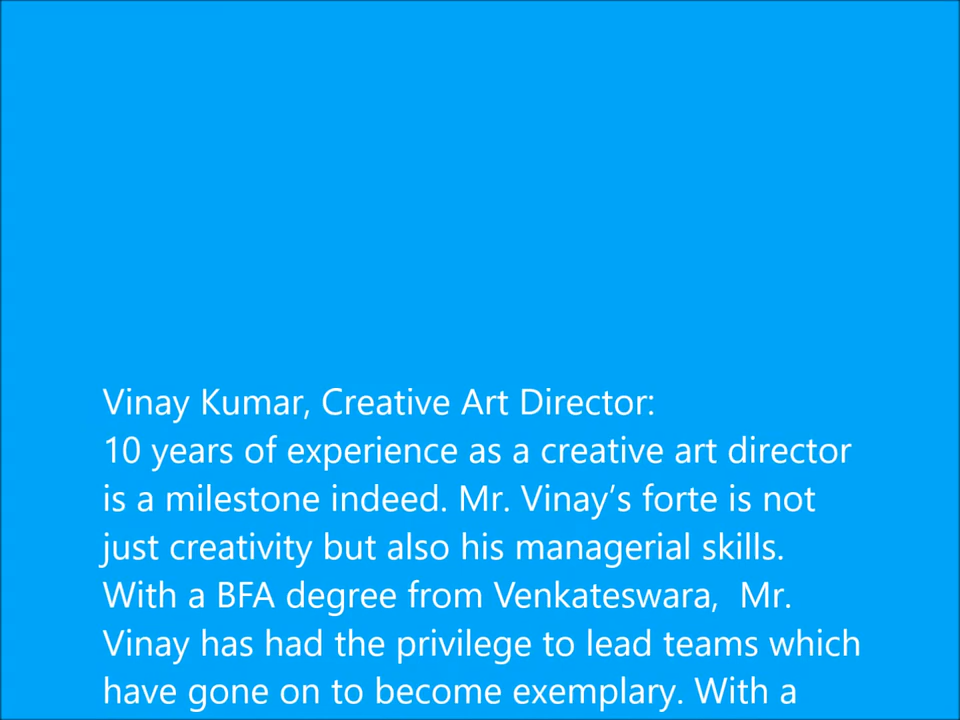 Vinay Kumar, Creative Art Director:
10 years of experience as a creative art director
is a milestone indeed. Mr. Vinay’s forte is not
just creativity but also his managerial skills.
With a BFA degree from Venkateswara,  Mr.
Vinay has had the privilege to lead teams which
have gone on to become exemplary. With a